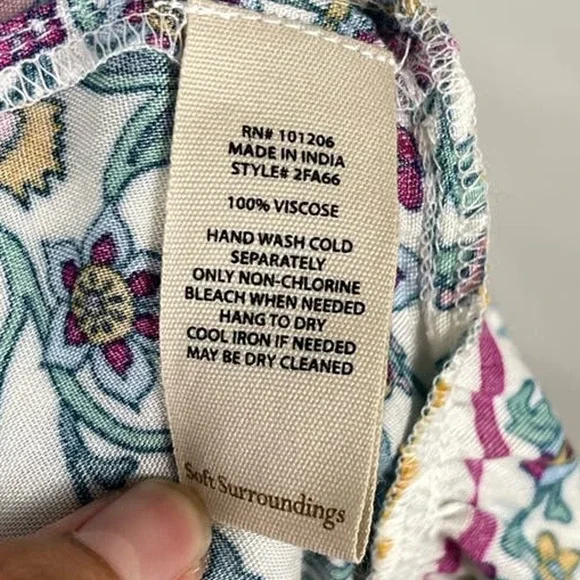 RN# 101206
MADE IN INDIA
STYLE# 2FA66
100% VISCOSE
HAND WASH COLD
SEPARATELY
ONLY NON-CHLORINE
BLEACH WHEN NEEDED
HANG TO DRY
COOL IRON IF NEEDED
MAY BE DRY CLEANED
Soft Surroundings